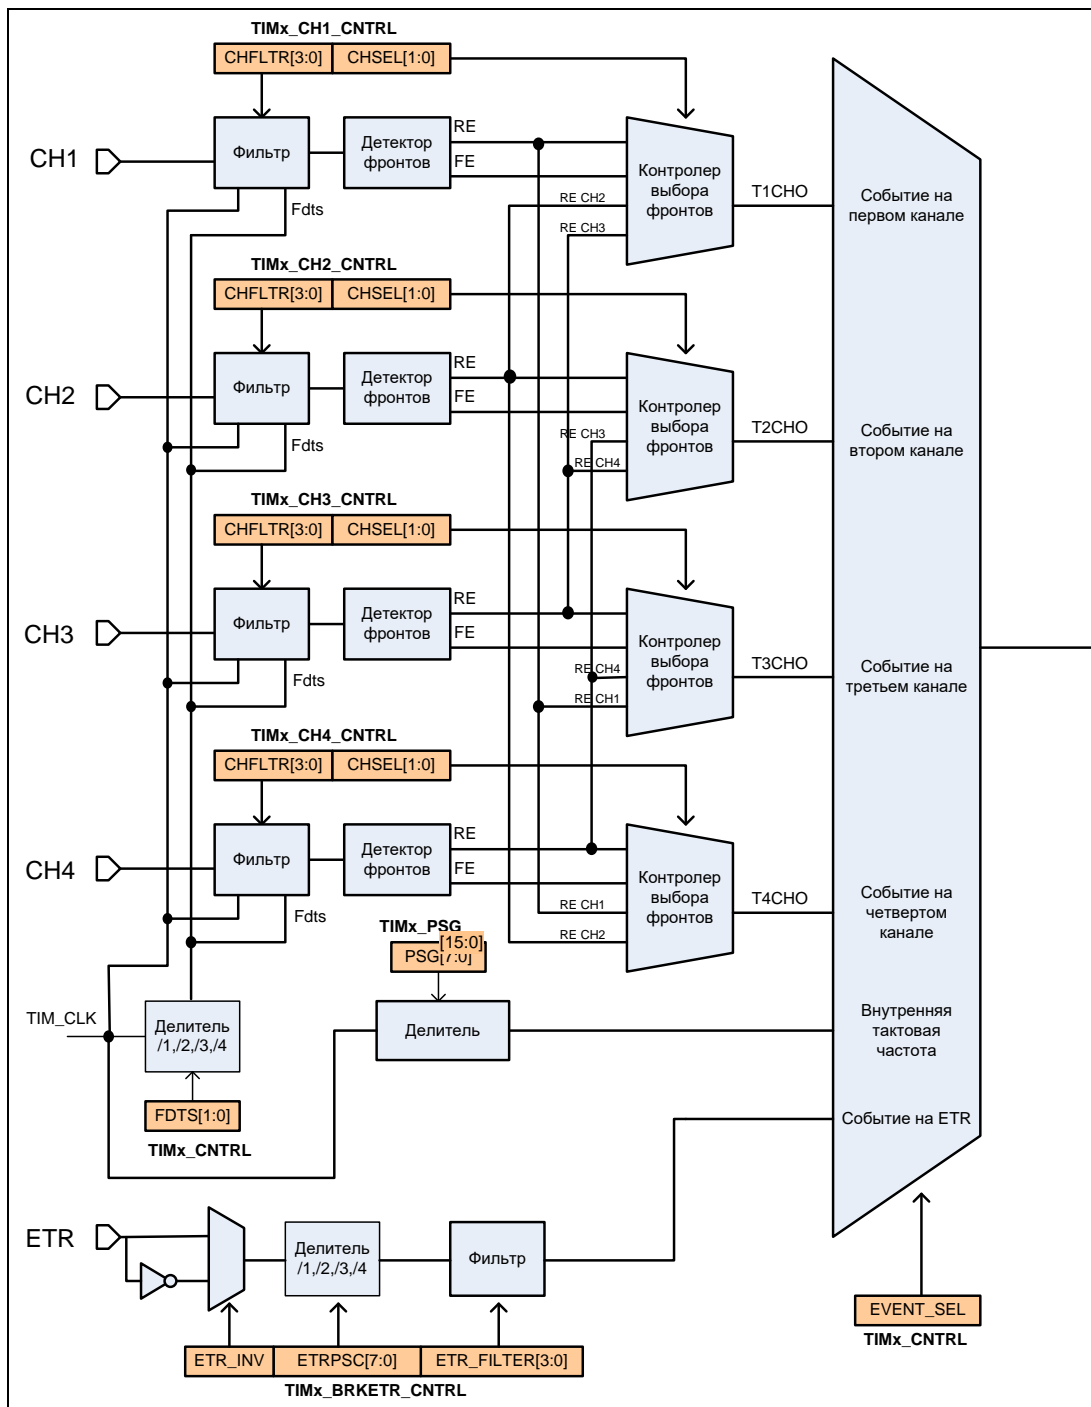 TIMx_CH1_CNTRL
CHFLTR[3:0] CHSEL[1:0]
CH1
Фильтр
Детектор
фронтов
RE
FE
Fdts
RE CH2
RE CH3
Контролер
выбора
фронтов
T1CHO
Событие на
первом канале
TIMx_CH2_CNTRL
CHFLTR[3:0] CHSEL[1:0]
CH2
Фильтр
Детектор
фронтов
RE
FE
Fdts
RE CH3
RE CH4
Контролер
выбора
фронтов
T2CHO
Событие на
втором канале
TIMx_CH3_CNTRL
CHFLTR[3:0] CHSEL[1:0]
CH3
Фильтр
Детектор
фронтов
RE
FE
Fdts
RE CH4
RE CH1
Контролер
выбора
фронтов
T3CHO
Событие на
третьем канале
TIMx_CH4_CNTRL
CHFLTR[3:0] CHSEL[1:0]
CH4
Фильтр
Детектор
фронтов
RE
FE
Fdts
RE CH1
RE CH2
Контролер
выбора
фронтов
T4CHO
Событие на
четвертом
канале
TIMx_PSG
[15:0]
PSG[7:0]
TIM_CLK
Делитель
/1,/2,/3,/4
Делитель
Внутренняя
тактовая
частота
FDTS[1:0]
TIMx_CNTRL
Событие на ETR
ETR
Делитель
/1,/2,/3,/4
Фильтр
ETR_INV ETRPSC[7:0] ETR_FILTER[3:0]
TIMx_BRKETR_CNTRL
EVENT_SEL
TIMx_CNTRL